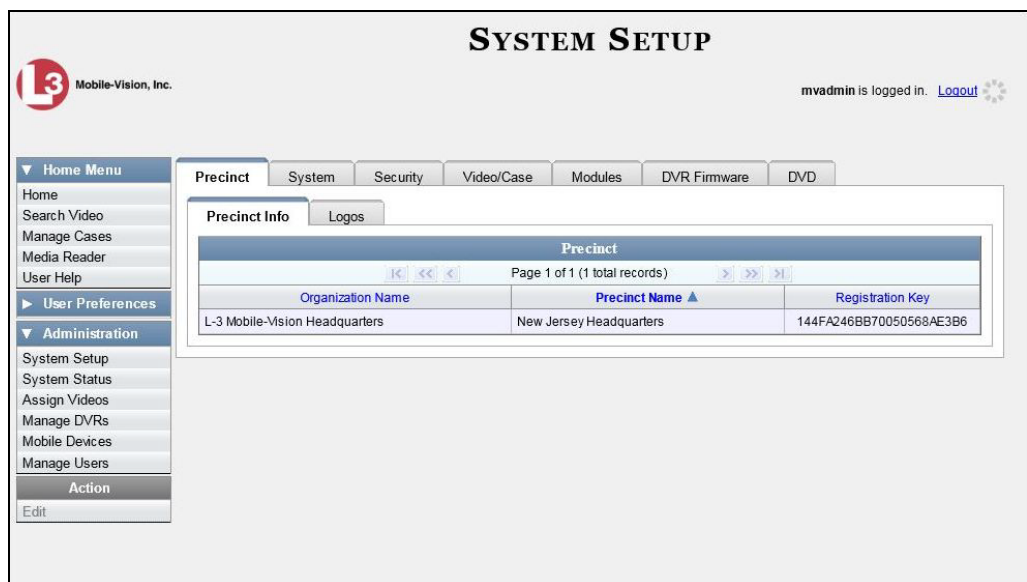 SYSTEM SETUP
L3 Mobile-Vision, Inc.
mvadmin is logged in. Logout
Home Menu
Home
Search Video
Manage Cases
Media Reader
User Help
User Preferences
Administration
System Setup
System Status
Assign Videos
Manage DVRs
Mobile Devices
Manage Users
Action
Edit
Precinct System Security Video/Case Modules DVR Firmware DVD
Precinct Info Logos
Precinct
|< << < Page 1 of 1 (1 total records) > >> >|
Organization Name Precinct Name Registration Key
L-3 Mobile-Vision Headquarters New Jersey Headquarters 144FA246BB70050568AE3B6